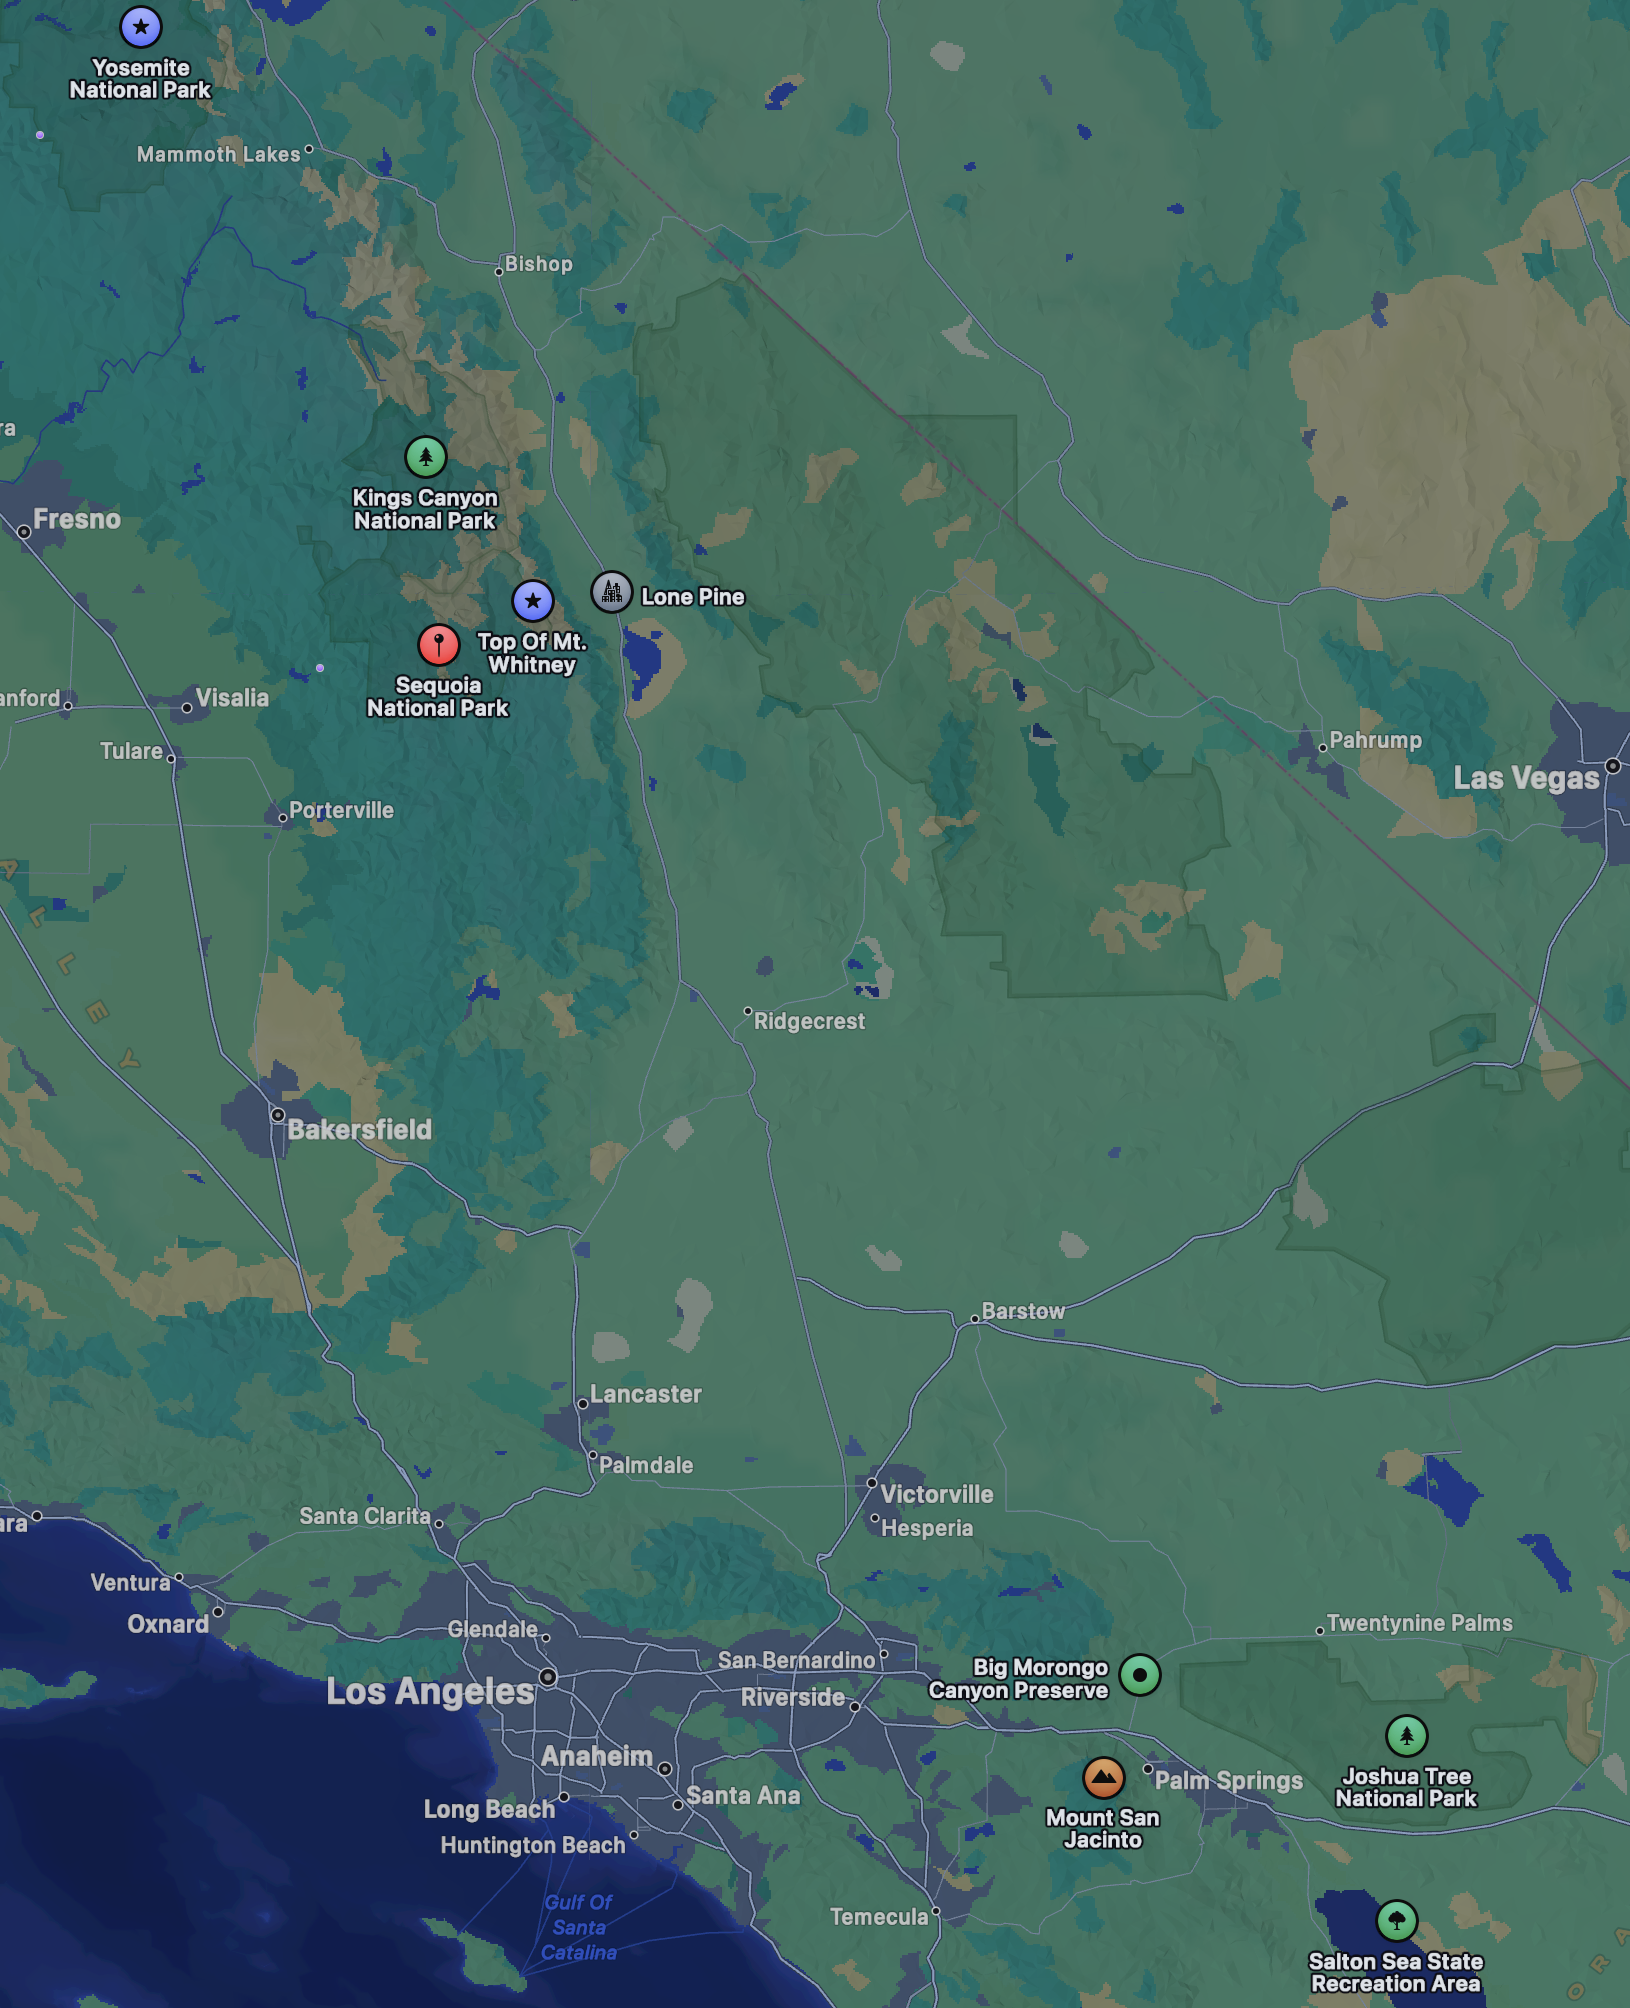 Yosemite
National Park
Mammoth Lakes
Bishop
ra
Kings Canyon
National Park
Fresno
Lone Pine
Top Of Mt.
Whitney
Sequoia
National Park
anford
Visalia
Tulare
Pahrump
Las Vegas
Porterville
A
L
L
E
Y
Ridgecrest
Bakersfield
Barstow
Lancaster
Palmdale
Victorville
Hesperia
Santa Clarita
ara
Ventura
Oxnard
Glendale
Twentynine Palms
San Bernardino
Los Angeles
Riverside
Big Morongo
Canyon Preserve
Anaheim
Santa Ana
Long Beach
Huntington Beach
Palm Springs
Mount San
Jacinto
Joshua Tree
National Park
Gulf Of
Santa
Catalina
Temecula
Salton Sea State
Recreation Area
A
R
O